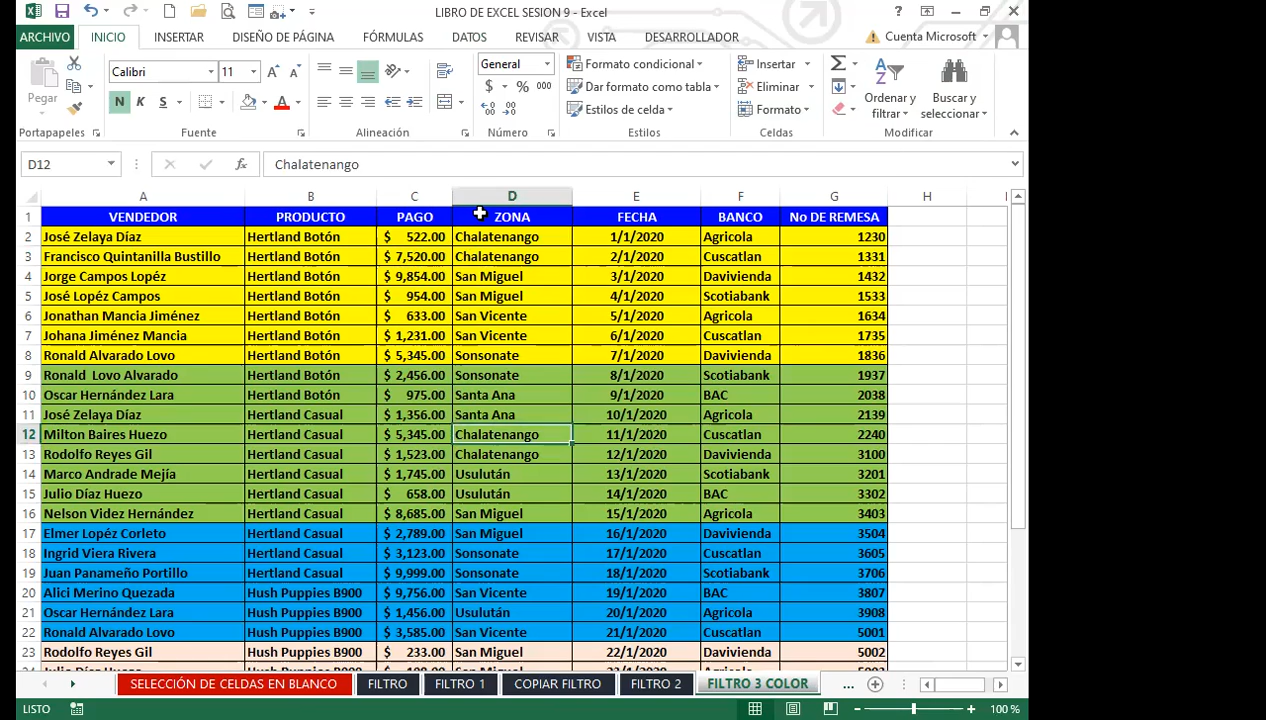 LIBRO DE EXCEL SESION 9 - Excel
ARCHIVO INICIO INSERTAR DISEÑO DE PÁGINA FÓRMULAS DATOS REVISAR VISTA DESARROLLADOR Cuenta Microsoft
Calibri 11 General Formato condicional Insertar
Pegar N K S $ % 000 Dar formato como tabla Eliminar Ordenar y filtrar Buscar y seleccionar
Estilos de celda Formato
Portapapeles Fuente Alineación Número Estilos Celdas Modificar
D12 fx Chalatenango
A B C D E F G H I
1 VENDEDOR PRODUCTO PAGO ZONA FECHA BANCO No DE REMESA
2 José Zelaya Díaz Hertland Botón $ 522.00 Chalatenango 1/1/2020 Agricola 1230
3 Francisco Quintanilla Bustillo Hertland Botón $ 7,520.00 Chalatenango 2/1/2020 Cuscatlan 1331
4 Jorge Campos Lopéz Hertland Botón $ 9,854.00 San Miguel 3/1/2020 Davivienda 1432
5 José Lopéz Campos Hertland Botón $ 954.00 San Miguel 4/1/2020 Scotiabank 1533
6 Jonathan Mancia Jiménez Hertland Botón $ 633.00 San Vicente 5/1/2020 Agricola 1634
7 Johana Jiménez Mancia Hertland Botón $ 1,231.00 San Vicente 6/1/2020 Cuscatlan 1735
8 Ronald Alvarado Lovo Hertland Botón $ 5,345.00 Sonsonate 7/1/2020 Davivienda 1836
9 Ronald Lovo Alvarado Hertland Botón $ 2,456.00 Sonsonate 8/1/2020 Scotiabank 1937
10 Oscar Hernández Lara Hertland Botón $ 975.00 Santa Ana 9/1/2020 BAC 2038
11 José Zelaya Díaz Hertland Casual $ 1,356.00 Santa Ana 10/1/2020 Agricola 2139
12 Milton Baires Huezo Hertland Casual $ 5,345.00 Chalatenango 11/1/2020 Cuscatlan 2240
13 Rodolfo Reyes Gil Hertland Casual $ 1,523.00 Chalatenango 12/1/2020 Davivienda 3100
14 Marco Andrade Mejía Hertland Casual $ 1,745.00 Usulután 13/1/2020 Scotiabank 3201
15 Julio Díaz Huezo Hertland Casual $ 658.00 Usulután 14/1/2020 BAC 3302
16 Nelson Videz Hernández Hertland Casual $ 8,685.00 San Miguel 15/1/2020 Agricola 3403
17 Elmer Lopéz Corleto Hertland Casual $ 2,789.00 San Miguel 16/1/2020 Davivienda 3504
18 Ingrid Viera Rivera Hertland Casual $ 3,123.00 Sonsonate 17/1/2020 Cuscatlan 3605
19 Juan Panameño Portillo Hertland Casual $ 9,999.00 Sonsonate 18/1/2020 Scotiabank 3706
20 Alici Merino Quezada Hush Puppies B900 $ 9,756.00 San Vicente 19/1/2020 BAC 3807
21 Oscar Hernández Lara Hush Puppies B900 $ 1,456.00 Usulután 20/1/2020 Agricola 3908
22 Ronald Alvarado Lovo Hush Puppies B900 $ 3,585.00 San Vicente 21/1/2020 Cuscatlan 5001
23 Rodolfo Reyes Gil Hush Puppies B900 $ 233.00 San Miguel 22/1/2020 Davivienda 5002
SELECCIÓN DE CELDAS EN BLANCO FILTRO FILTRO 1 COPIAR FILTRO FILTRO 2 FILTRO 3 COLOR ...
LISTO 100 %